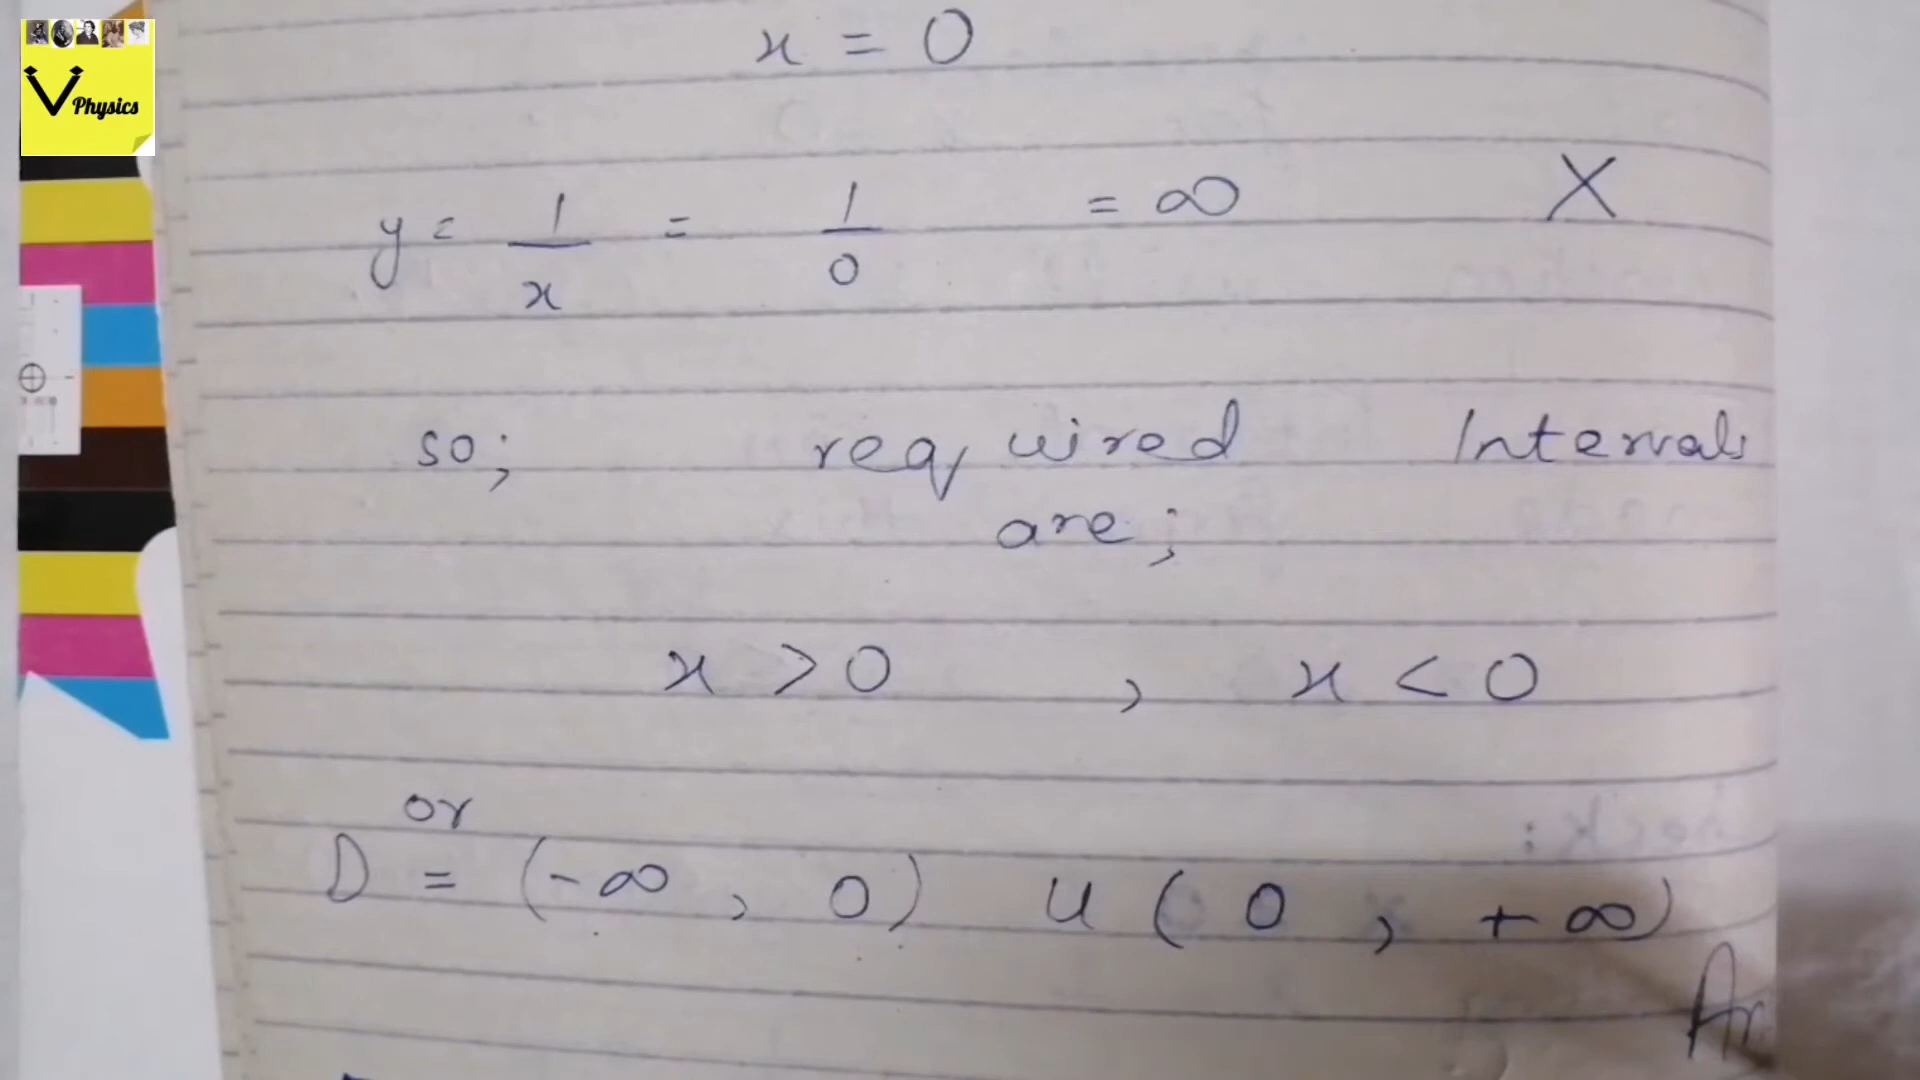 V Physics
x = 0
y = 1/x = 1/0 = ∞ X
so; required Intervals
are;
x > 0 , x < 0
or
D = (-∞ , 0) U ( 0 , +∞)